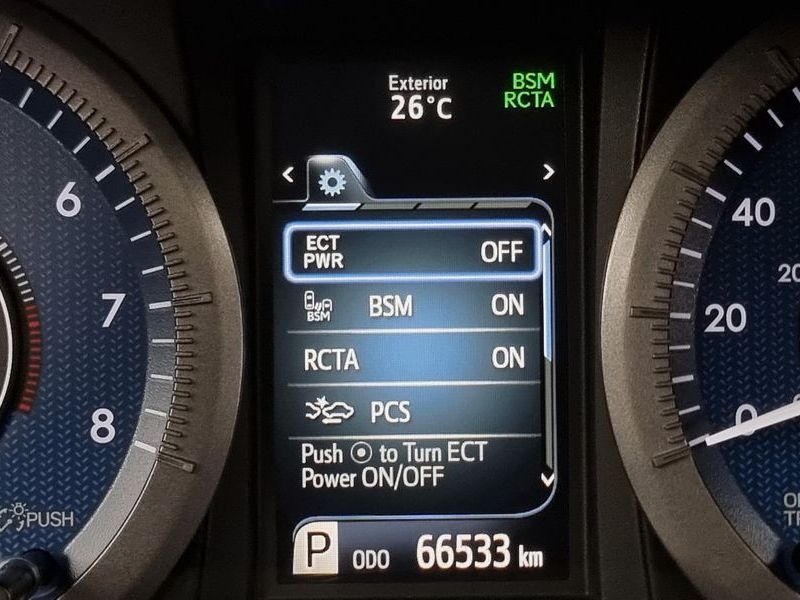 Exterior
26°C
BSM
RCTA
ECT
PWR
OFF
BSM
BSM
ON
RCTA
ON
PCS
Push ⦿ to Turn ECT
Power ON/OFF
P
ODO
66533 km
6
7
8
PUSH
40
20
0
20